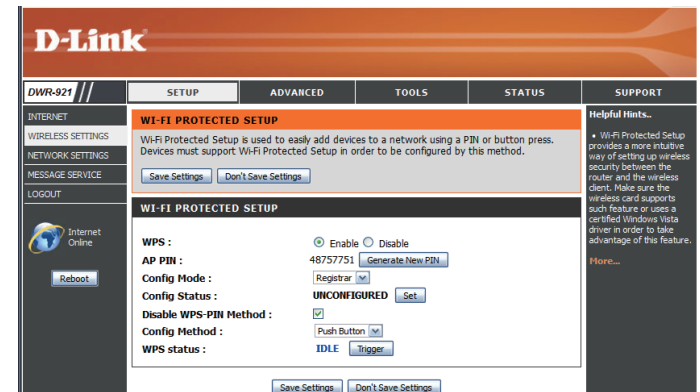 D-Link
DWR-921 // SETUP ADVANCED TOOLS STATUS SUPPORT
INTERNET
WIRELESS SETTINGS
NETWORK SETTINGS
MESSAGE SERVICE
LOGOUT
Internet
Online
Reboot
WI-FI PROTECTED SETUP
Wi-Fi Protected Setup is used to easily add devices to a network using a PIN or button press.
Devices must support Wi-Fi Protected Setup in order to be configured by this method.
Save Settings Don't Save Settings
WI-FI PROTECTED SETUP
WPS : Enable Disable
AP PIN : 48757751 Generate New PIN
Config Mode : Registrar
Config Status : UNCONFIGURED Set
Disable WPS-PIN Method :
Config Method : Push Button
WPS status : IDLE Trigger
Save Settings Don't Save Settings
Helpful Hints..
• Wi-Fi Protected Setup
provides a more intuitive
way of setting up wireless
security between the
router and the wireless
client. Make sure the
wireless card supports
such feature or uses a
certified Windows Vista
driver in order to take
advantage of this feature.
More...